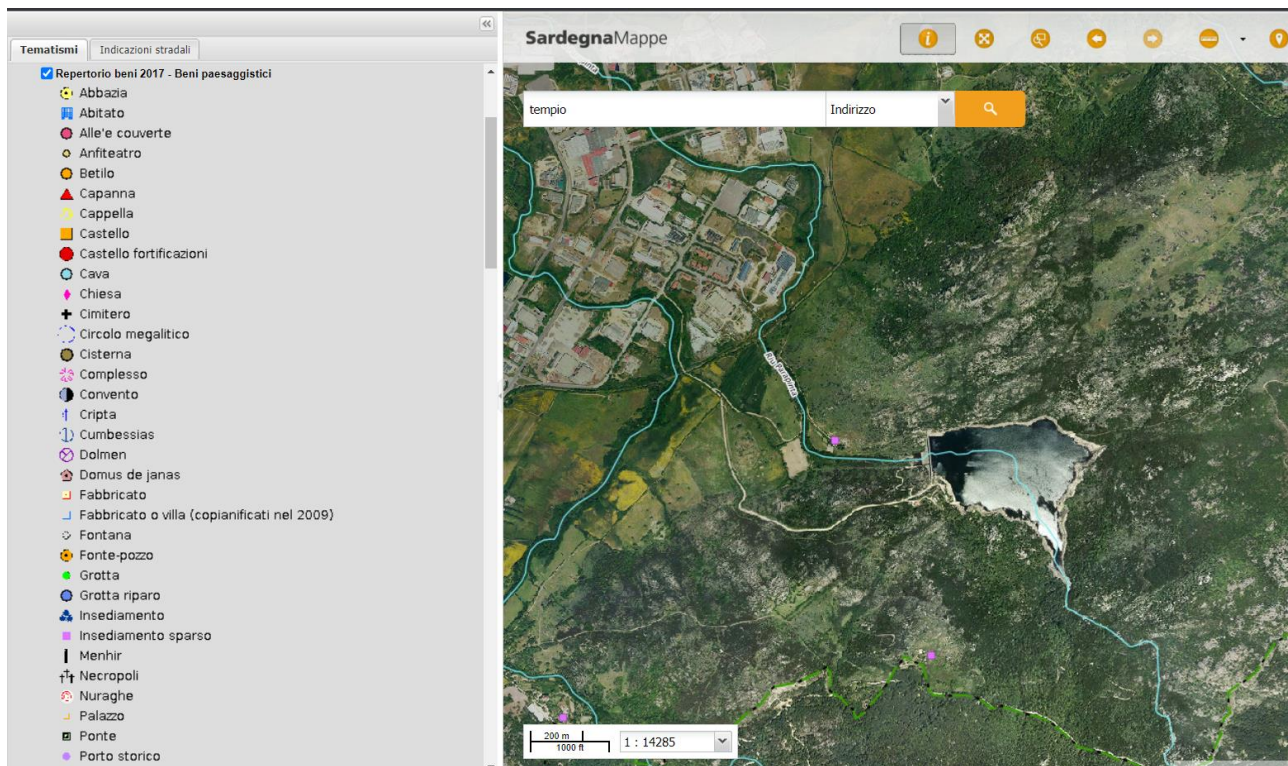 Tematismi
Indicazioni stradali
Repertorio beni 2017 - Beni paesaggistici
Abbazia
Abitato
Alle'e couverte
Anfiteatro
Betilo
Capanna
Cappella
Castello
Castello fortificazioni
Cava
Chiesa
Cimitero
Circolo megalitico
Cisterna
Complesso
Convento
Cripta
Cumbessias
Dolmen
Domus de janas
Fabbricato
Fabbricato o villa (copianificati nel 2009)
Fontana
Fonte-pozzo
Grotta
Grotta riparo
Insediamento
Insediamento sparso
Menhir
Necropoli
Nuraghe
Palazzo
Ponte
Porto storico
SardegnaMappe
tempio
Indirizzo
Riu Parapinta
200 m
1000 ft
1 : 14285